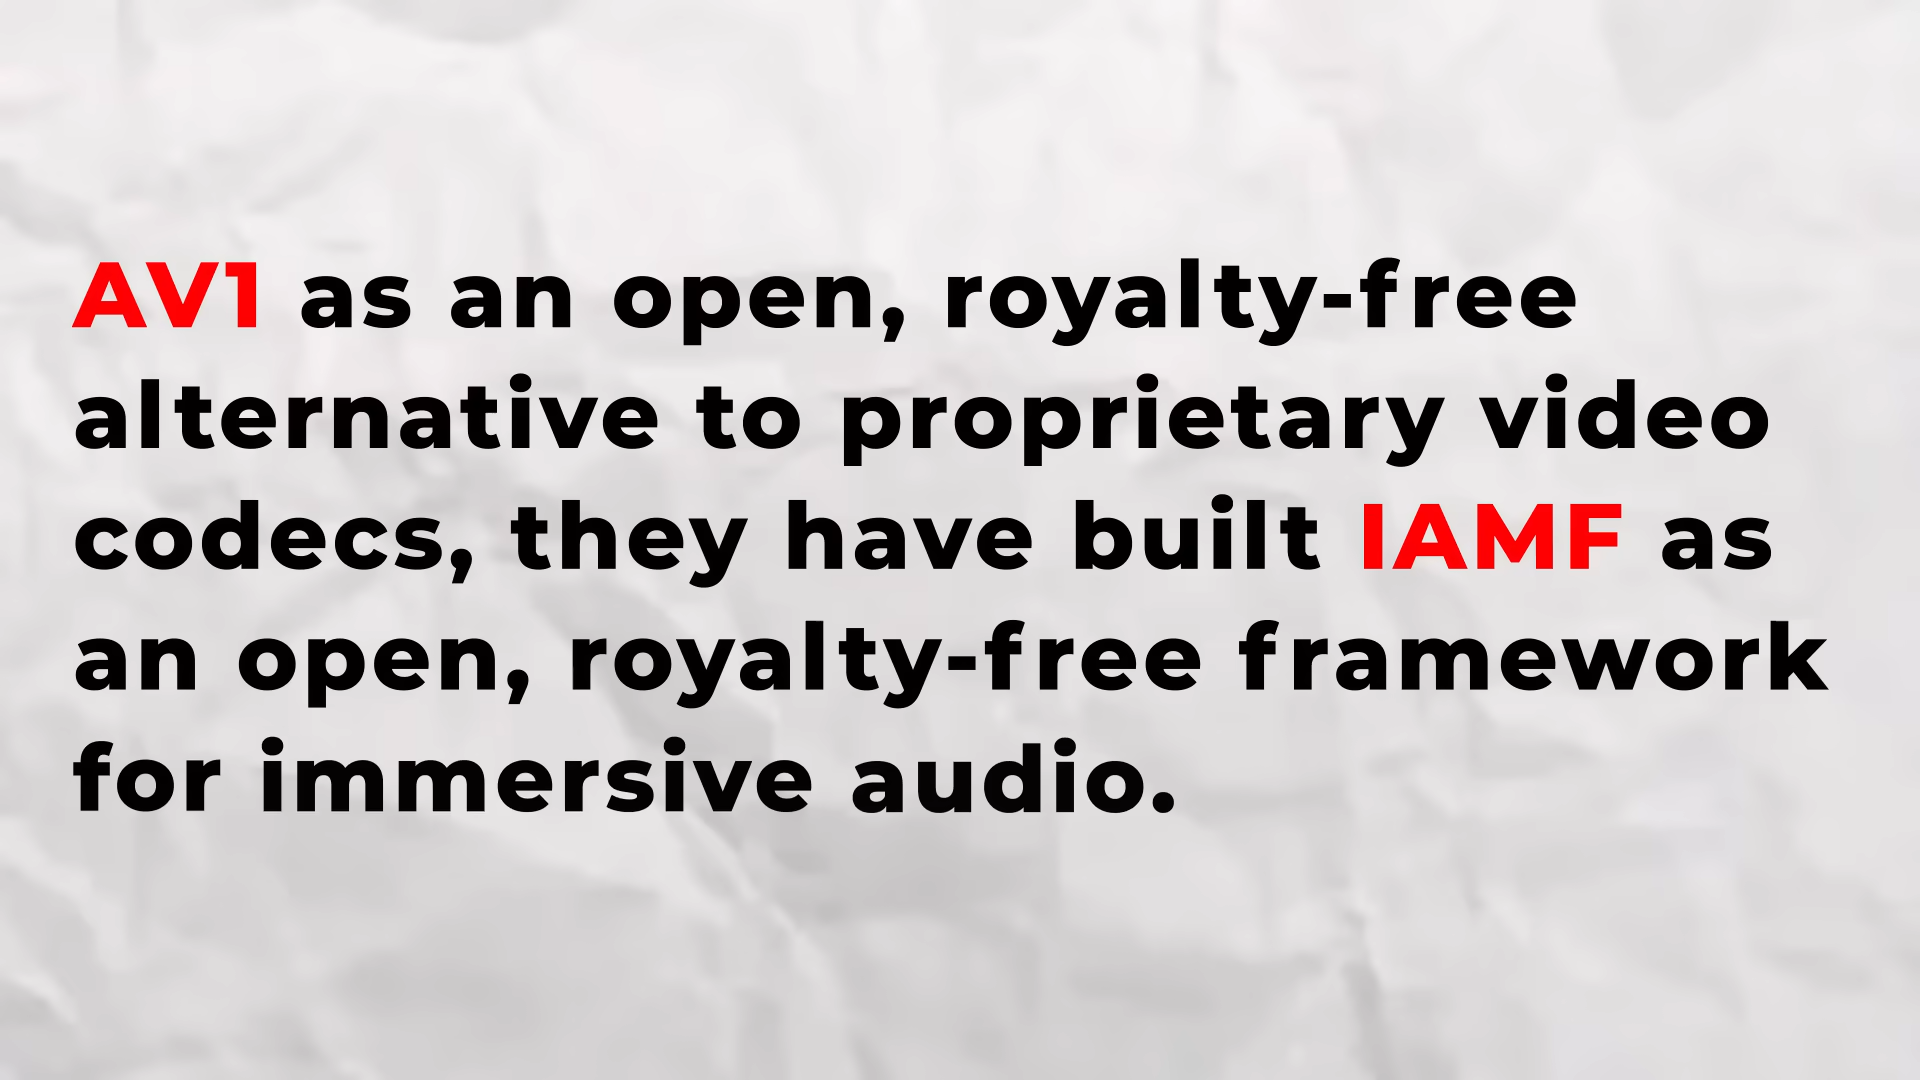 AV1 as an open, royalty-free
alternative to proprietary video
codecs, they have built IAMF as
an open, royalty-free framework
for immersive audio.